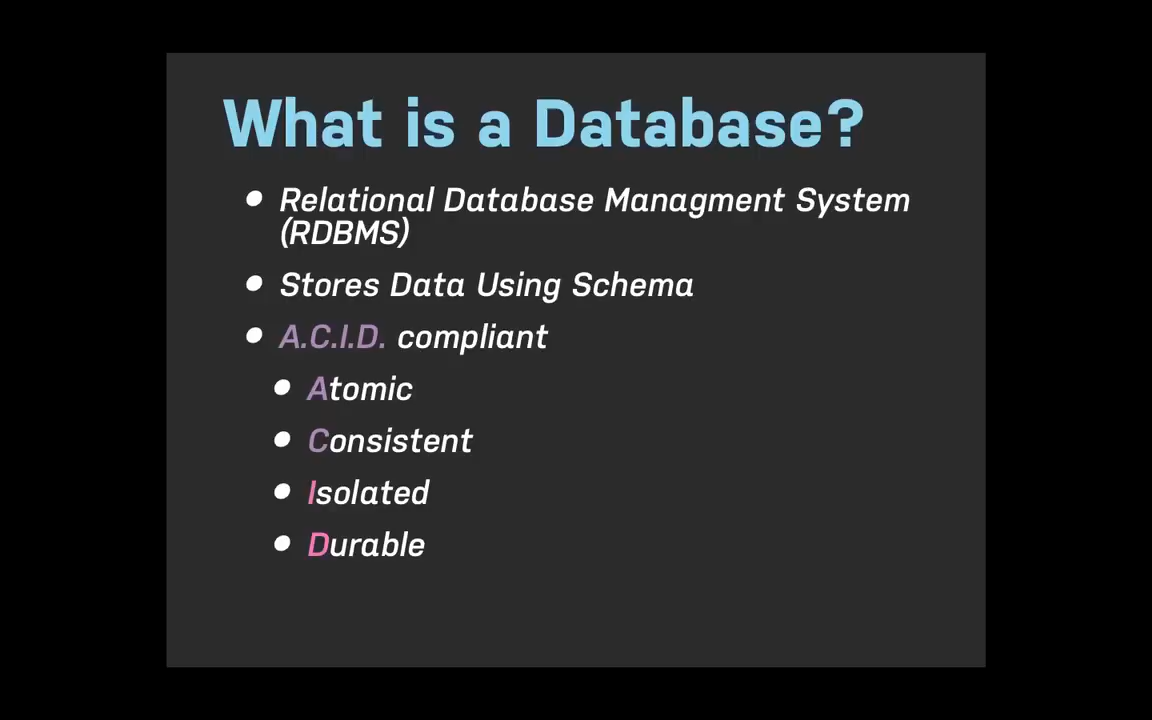 What is a Database?
Relational Database Managment System
(RDBMS)
Stores Data Using Schema
A.C.I.D. compliant
Atomic
Consistent
Isolated
Durable